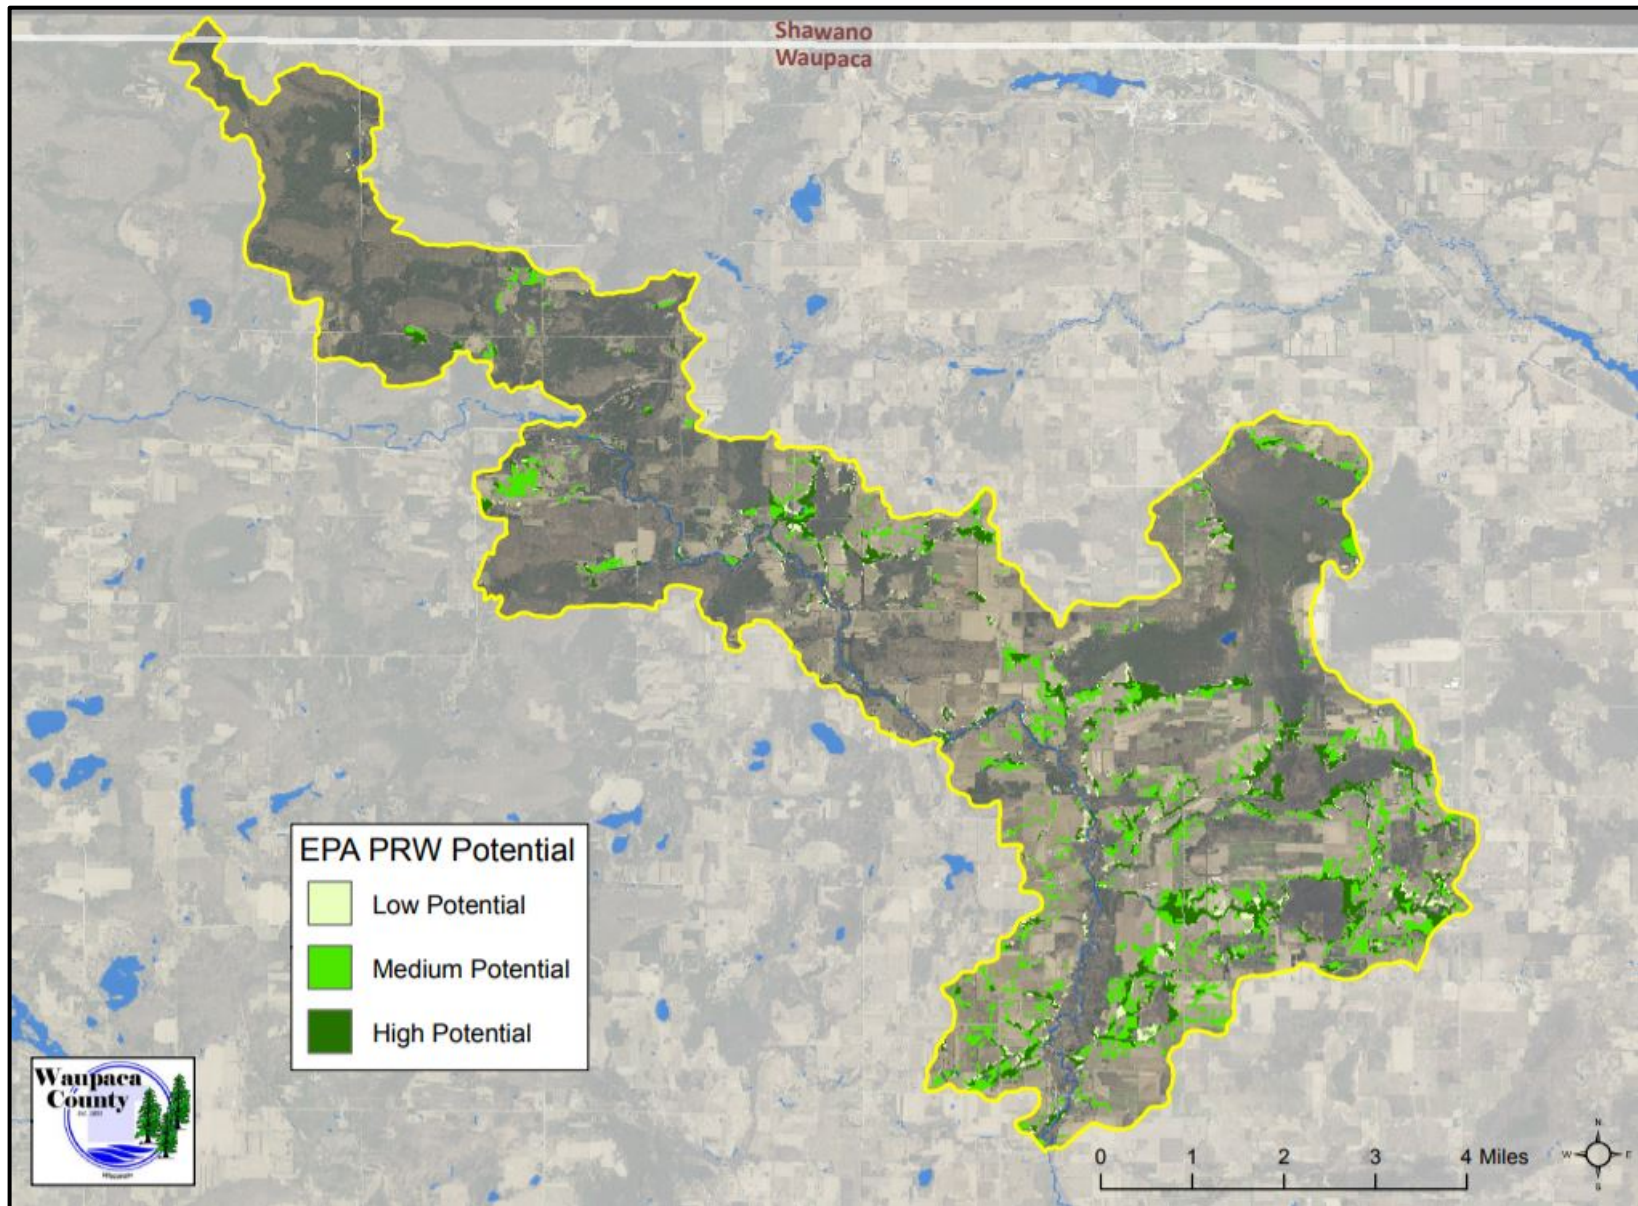 Shawano
Waupaca
EPA PRW Potential
Low Potential
Medium Potential
High Potential
Waupaca
County
Wisconsin
0 1 2 3 4 Miles
N
W E
S